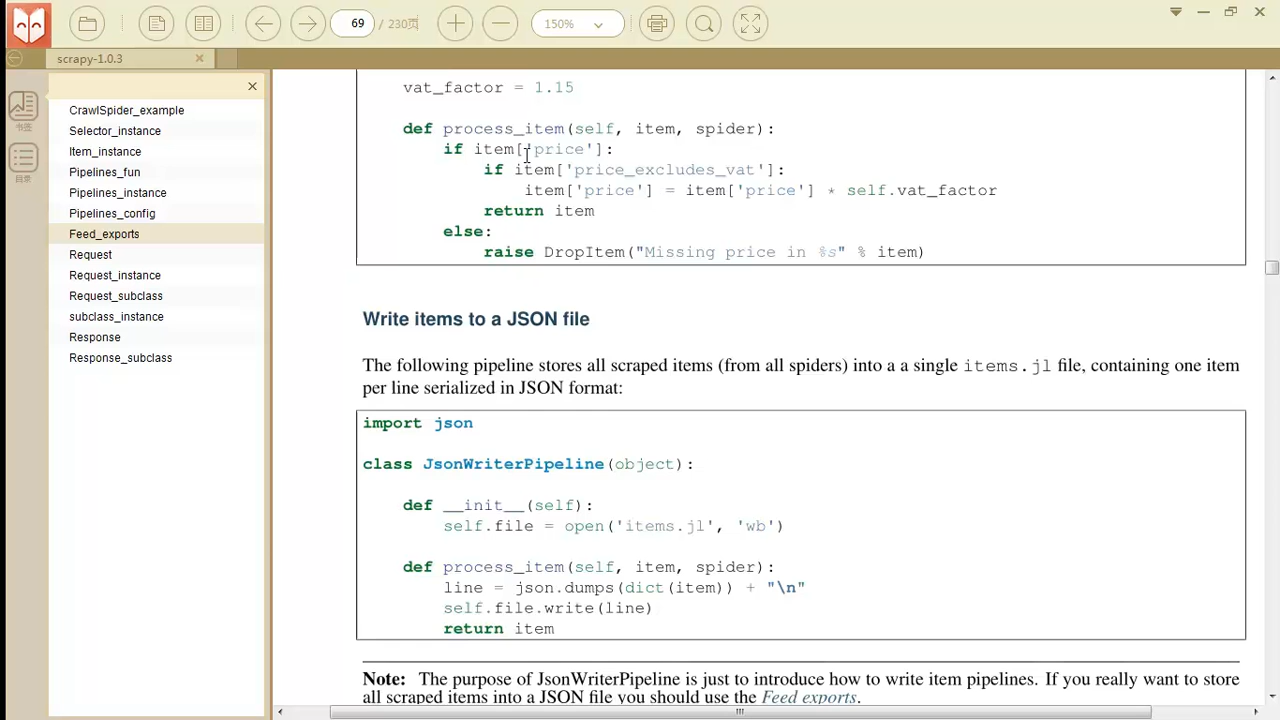 69 / 230页
150%
scrapy-1.0.3
书签
目录
CrawlSpider_example
Selector_instance
Item_instance
Pipelines_fun
Pipelines_instance
Pipelines_config
Feed_exports
Request
Request_instance
Request_subclass
subclass_instance
Response
Response_subclass
vat_factor = 1.15
def process_item(self, item, spider):
if item['price']:
if item['price_excludes_vat']:
item['price'] = item['price'] * self.vat_factor
return item
else:
raise DropItem("Missing price in %s" % item)
Write items to a JSON file
The following pipeline stores all scraped items (from all spiders) into a a single items.jl file, containing one item
per line serialized in JSON format:
import json
class JsonWriterPipeline(object):
def __init__(self):
self.file = open('items.jl', 'wb')
def process_item(self, item, spider):
line = json.dumps(dict(item)) + "\n"
self.file.write(line)
return item
Note: The purpose of JsonWriterPipeline is just to introduce how to write item pipelines. If you really want to store
all scraped items into a JSON file you should use the Feed exports.